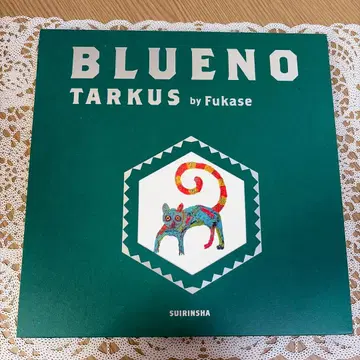 BLUENO
TARKUS by Fukase
SUIRINSHA